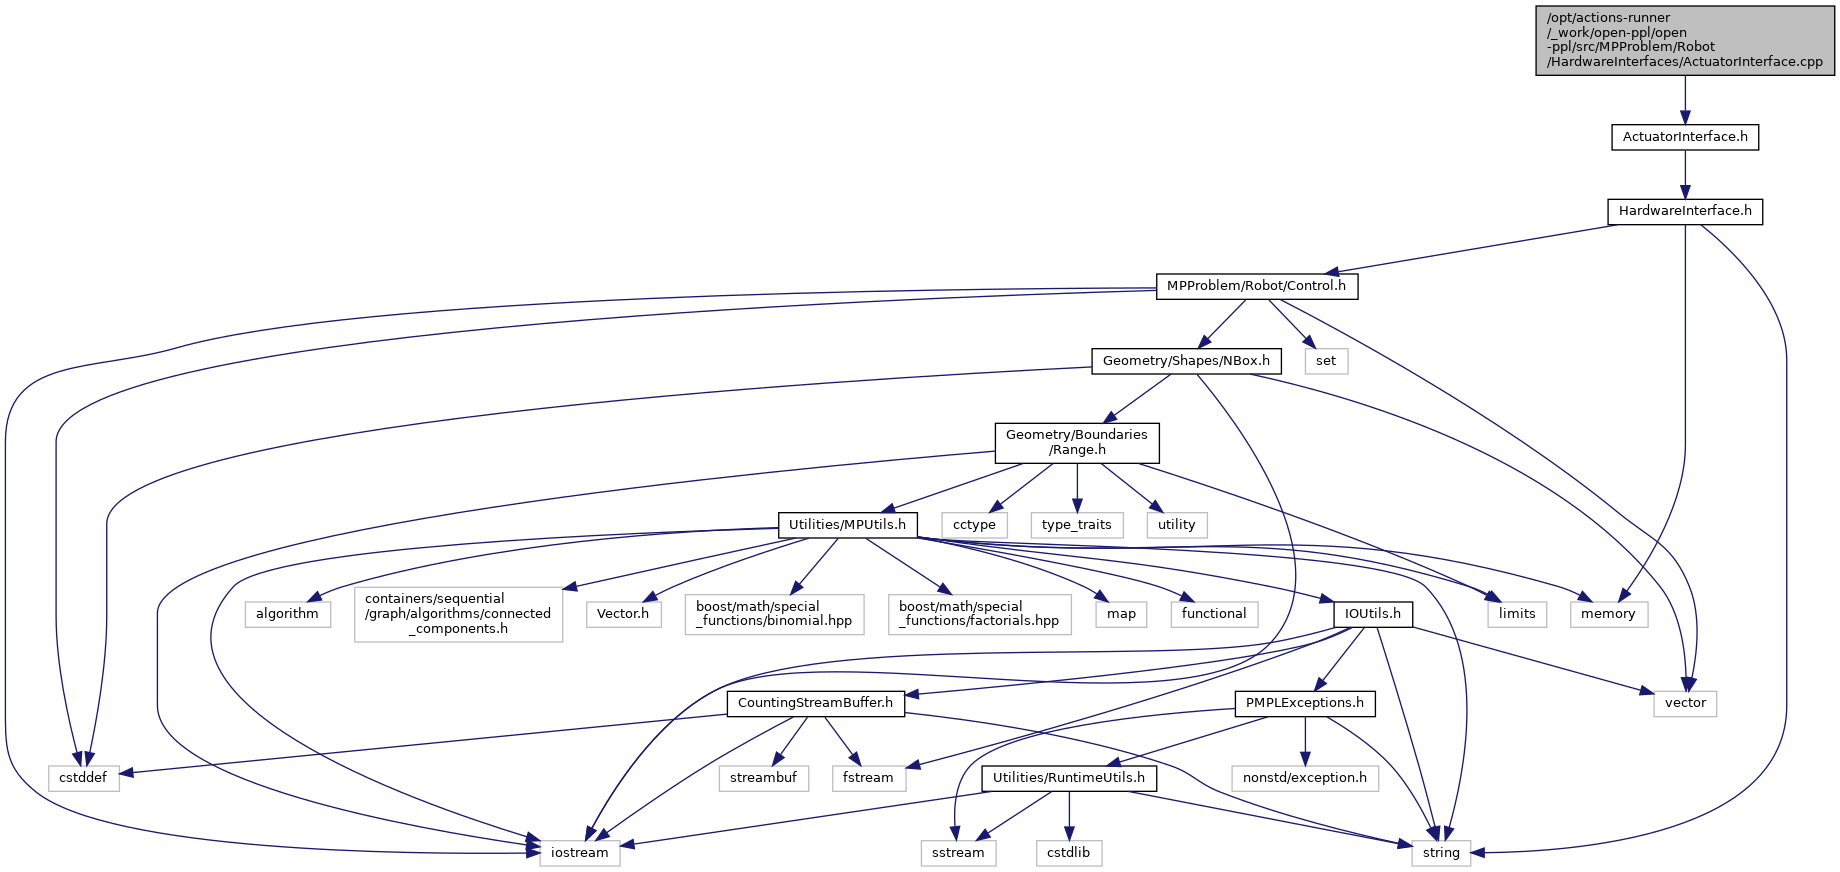 /opt/actions-runner
/_work/open-ppl/open
-ppl/src/MPProblem/Robot
/HardwareInterfaces/ActuatorInterface.cpp
ActuatorInterface.h
HardwareInterface.h
MPProblem/Robot/Control.h
Geometry/Shapes/NBox.h
set
Geometry/Boundaries
/Range.h
Utilities/MPUtils.h
cctype
type_traits
utility
algorithm
containers/sequential
/graph/algorithms/connected
_components.h
Vector.h
boost/math/special
_functions/binomial.hpp
boost/math/special
_functions/factorials.hpp
map
functional
IOUtils.h
limits
memory
CountingStreamBuffer.h
PMPLExceptions.h
vector
cstddef
streambuf
fstream
Utilities/RuntimeUtils.h
nonstd/exception.h
iostream
sstream
cstdlib
string